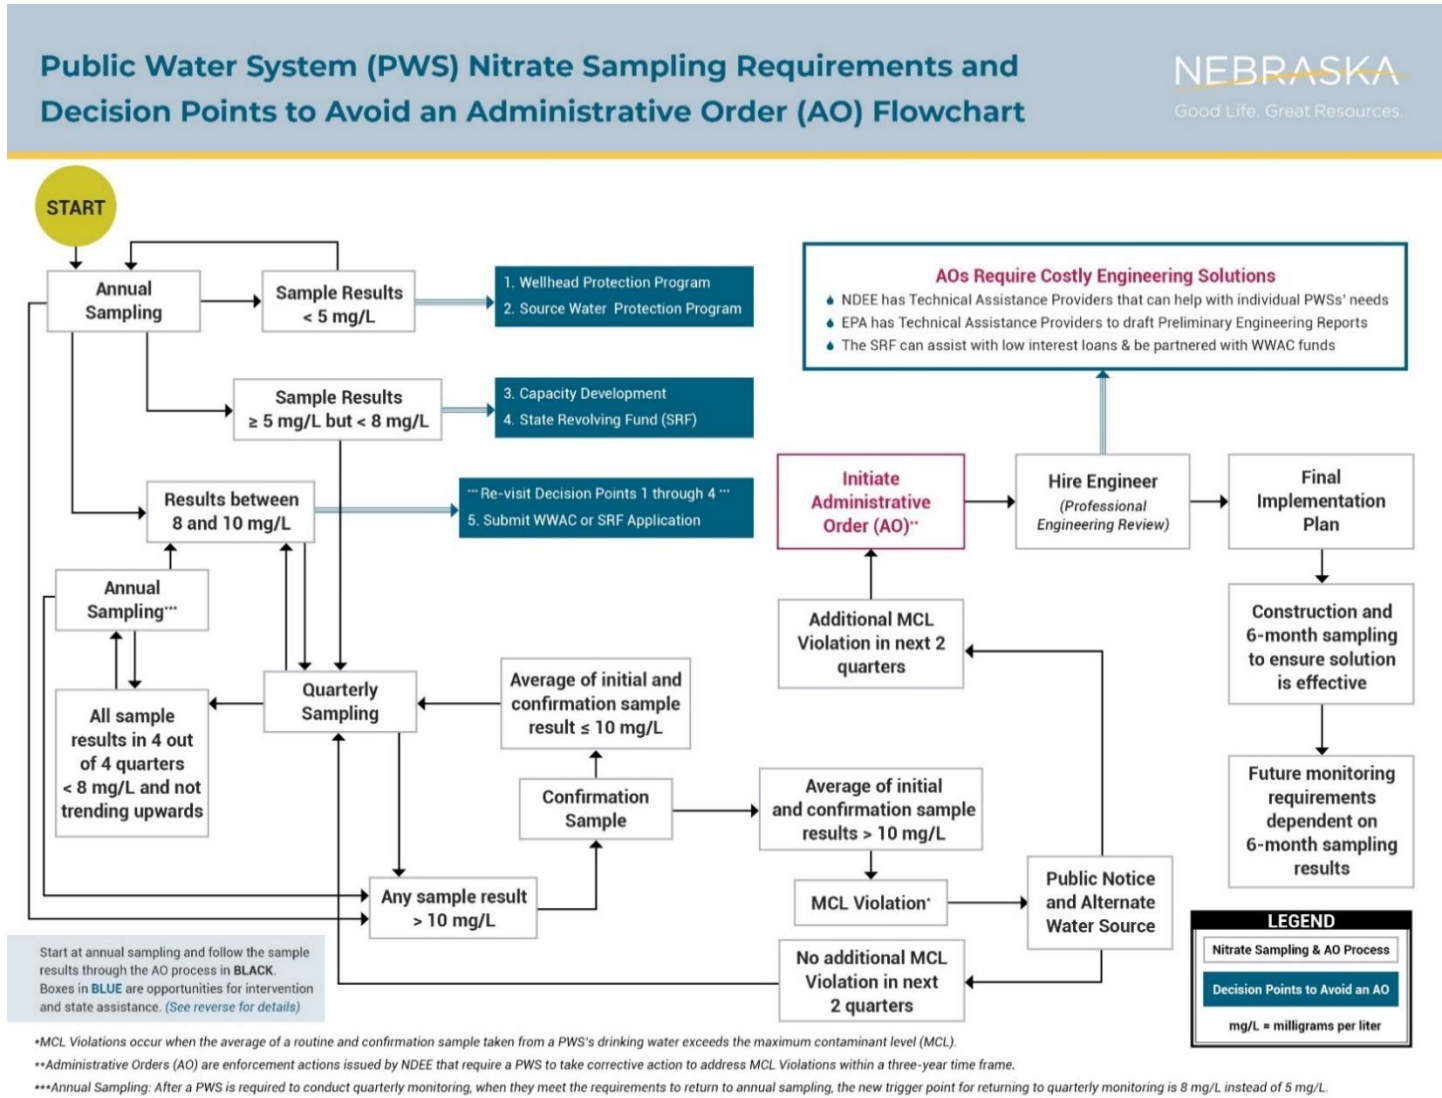 Public Water System (PWS) Nitrate Sampling Requirements and
Decision Points to Avoid an Administrative Order (AO) Flowchart
NEBRASKA
Good Life. Great Resources.
START
Annual
Sampling
Sample Results
< 5 mg/L
1. Wellhead Protection Program
2. Source Water Protection Program
AOs Require Costly Engineering Solutions
NDEE has Technical Assistance Providers that can help with individual PWSs' needs
EPA has Technical Assistance Providers to draft Preliminary Engineering Reports
The SRF can assist with low interest loans & be partnered with WWAC funds
Sample Results
≥ 5 mg/L but < 8 mg/L
3. Capacity Development
4. State Revolving Fund (SRF)
Results between
8 and 10 mg/L
*** Re-visit Decision Points 1 through 4 ***
5. Submit WWAC or SRF Application
Initiate
Administrative
Order (AO)**
Hire Engineer
(Professional
Engineering Review)
Final
Implementation
Plan
Annual
Sampling***
Additional MCL
Violation in next 2
quarters
Construction and
6-month sampling
to ensure solution
is effective
Quarterly
Sampling
Average of initial and
confirmation sample
result ≤ 10 mg/L
All sample
results in 4 out
of 4 quarters
< 8 mg/L and not
trending upwards
Confirmation
Sample
Average of initial
and confirmation sample
results > 10 mg/L
Future monitoring
requirements
dependent on
6-month sampling
results
Any sample result
> 10 mg/L
MCL Violation*
Public Notice
and Alternate
Water Source
No additional MCL
Violation in next
2 quarters
LEGEND
Nitrate Sampling & AO Process
Decision Points to Avoid an AO
mg/L = milligrams per liter
Start at annual sampling and follow the sample
results through the AO process in BLACK.
Boxes in BLUE are opportunities for intervention
and state assistance. (See reverse for details)
*MCL Violations occur when the average of a routine and confirmation sample taken from a PWS's drinking water exceeds the maximum contaminant level (MCL).
**Administrative Orders (AO) are enforcement actions issued by NDEE that require a PWS to take corrective action to address MCL Violations within a three-year time frame.
***Annual Sampling: After a PWS is required to conduct quarterly monitoring, when they meet the requirements to return to annual sampling, the new trigger point for returning to quarterly monitoring is 8 mg/L instead of 5 mg/L.